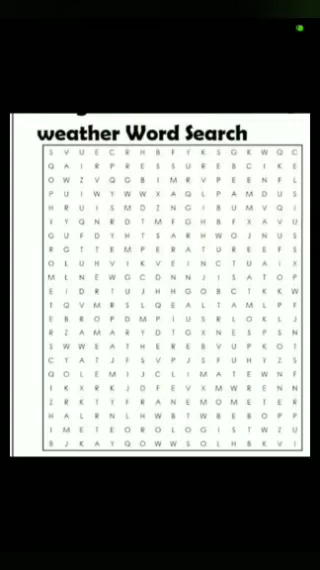 weather Word Search
S V U E C R H B F Y K S G K W Q C
Q A I R P R E S S U R E B C I K E
O W Z V Q G B I M R V P E E N F L
P U I W Y W W X A Q L P A M D U S
H R U I S M D Z N G I B U M V Q I
I Y Q N R D T M F G H B F X A V U
G U F D Y H T S A R H W O J N U S
R G T T E M P E R A T U R E E F S
O L U H V I K V E I N C T U A I X
M L N E W G C D N N J I S A T O P
E I D R T U J H H G O B C T K K W
T Q V M R S L Q E A L T A M L P F
E B R O P D M P I U S R L O K L J
R Z A M A R Y D T G X N E S P S N
S W W E A T H E R E B V U P K O T
C Y A T J F S V P J S F U H Y Z S
Q O L E M I J C L I M A T E W N F
I K X R K J D F E V X M W R E N N
Z R K T Y F R A N E M O M E T E R
H A L R N L H W B T W B E B O P P
I M E T E O R O L O G I S T W Z U
B J K A Y Q O W W S O L H B K V I